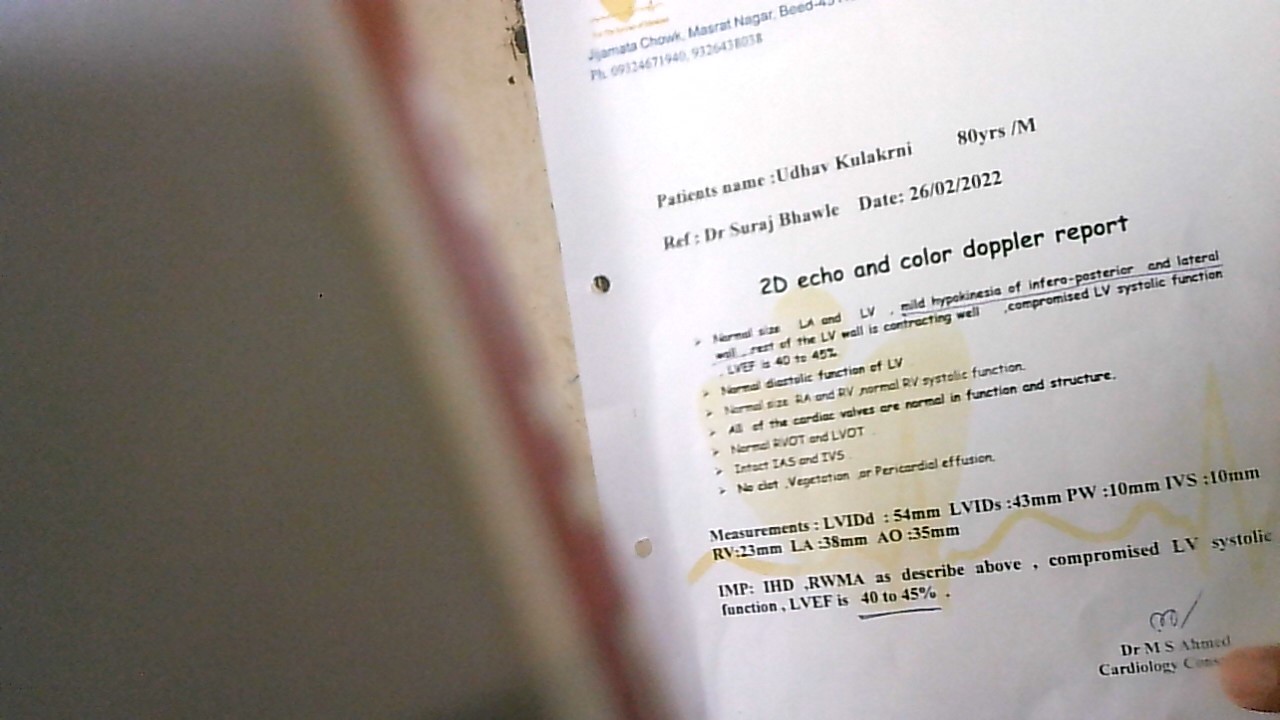 Jijamata Chowk, Masrat Nagar, Beed-
Ph. 09324671940, 9326438038
Patients name :Udhav Kulakrni 80yrs /M
Ref : Dr Suraj Bhawle Date: 26/02/2022
2D echo and color doppler report
➢ Normal size LA and LV , mild hypokinesia of infero-posterior and lateral
wall, rest of the LV wall is contracting well ,compromised LV systolic function
, LVEF is 40 to 45%
➢ Normal diastolic function of LV
➢ Normal size RA and RV ,normal RV systolic function.
➢ All of the cardiac valves are normal in function and structure.
➢ Normal RVOT and LVOT
➢ Intact IAS and IVS .
➢ No clot ,Vegetation ,or Pericardial effusion.
Measurements : LVIDd : 54mm LVIDs :43mm PW :10mm IVS :10mm
RV:23mm LA :38mm AO :35mm
IMP: IHD ,RWMA as describe above , compromised LV systolic
function , LVEF is 40 to 45% .
Dr M S Ahmed
Cardiology